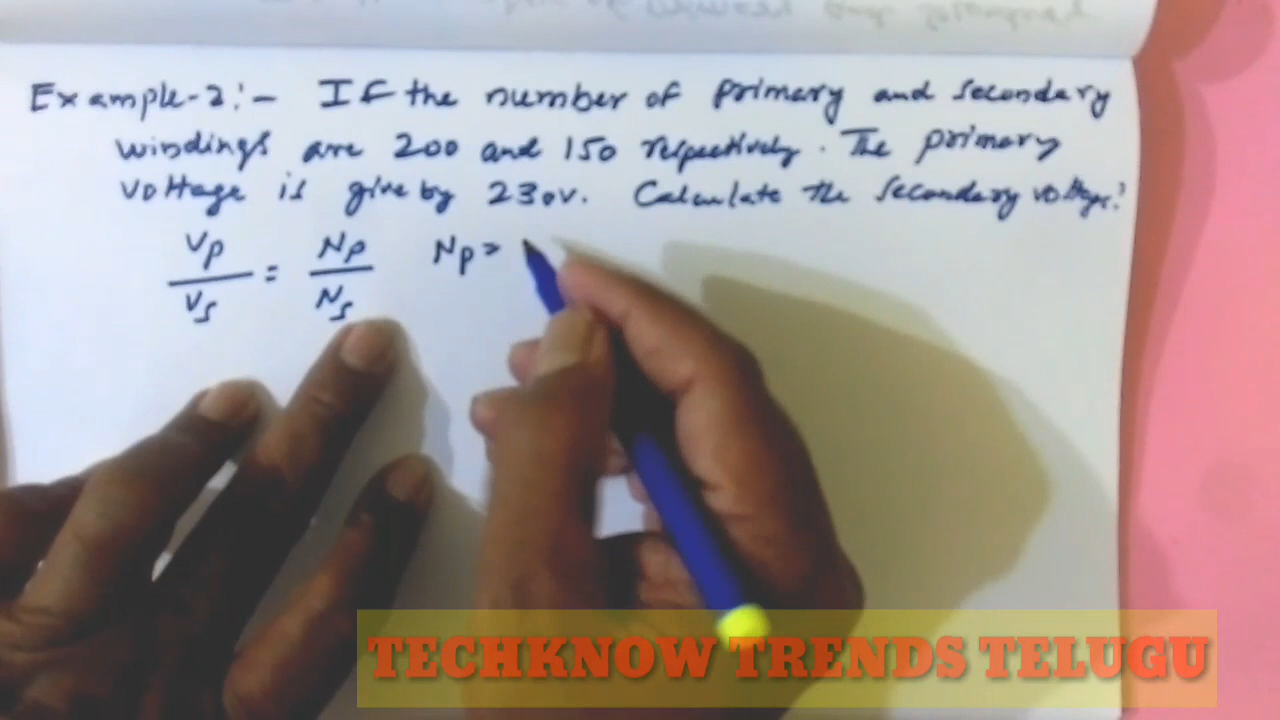 Example-2:- If the number of primary and secondary
windings are 200 and 150 respectively. The primary
voltage is give by 230V. Calculate the secondary voltage?
Vp/Vs = Np/Ns Np =
TECHKNOW TRENDS TELUGU